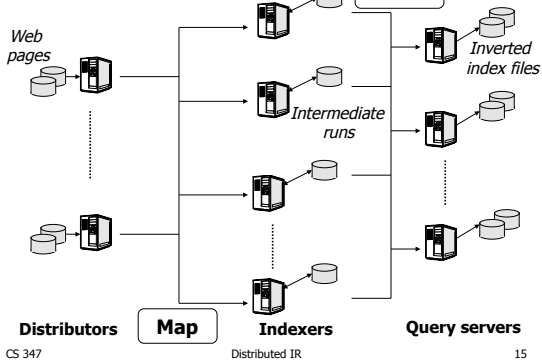 Web
pages
Inverted
index files
Intermediate
runs
Distributors
Map
Indexers
Query servers
CS 347
Distributed IR
15